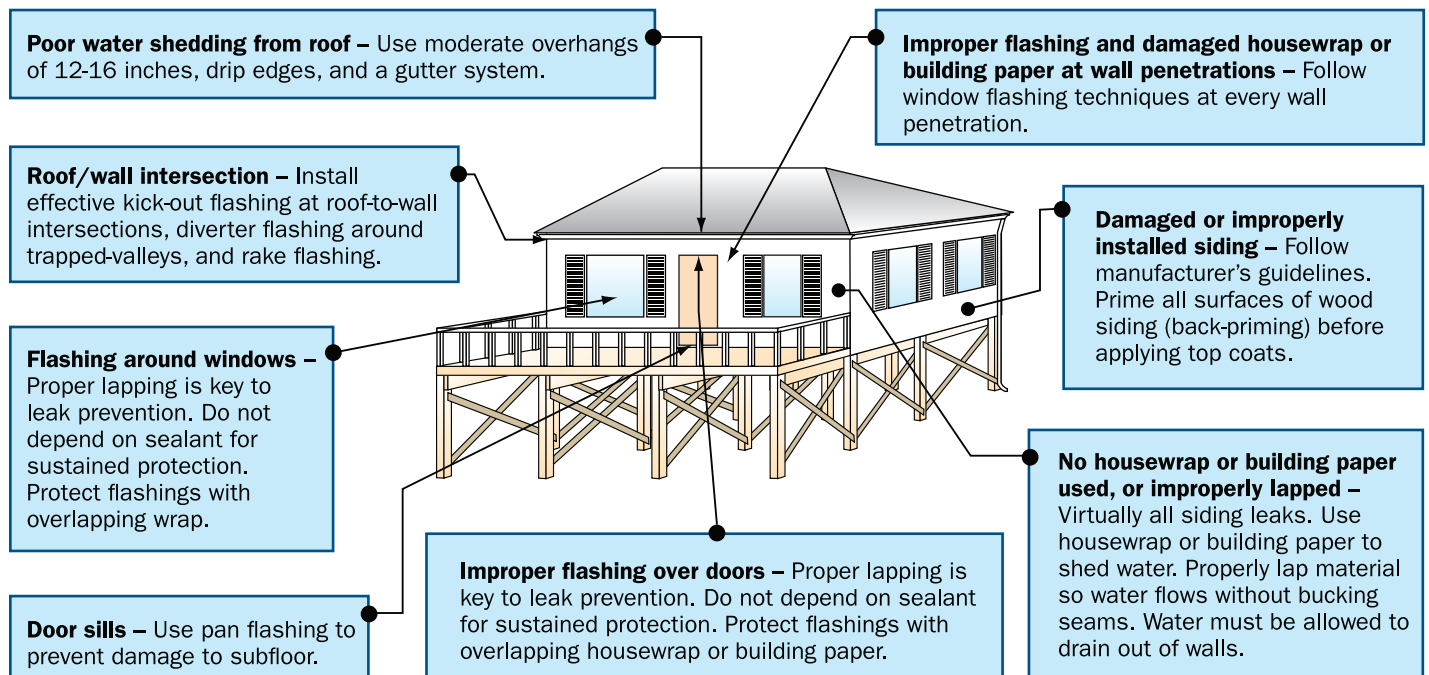 Poor water shedding from roof – Use moderate overhangs
of 12-16 inches, drip edges, and a gutter system.
Improper flashing and damaged housewrap or
building paper at wall penetrations – Follow
window flashing techniques at every wall
penetration.
Roof/wall intersection – Install
effective kick-out flashing at roof-to-wall
intersections, diverter flashing around
trapped-valleys, and rake flashing.
Damaged or improperly
installed siding – Follow
manufacturer's guidelines.
Prime all surfaces of wood
siding (back-priming) before
applying top coats.
Flashing around windows –
Proper lapping is key to
leak prevention. Do not
depend on sealant for
sustained protection.
Protect flashings with
overlapping wrap.
No housewrap or building paper
used, or improperly lapped –
Virtually all siding leaks. Use
housewrap or building paper to
shed water. Properly lap material
so water flows without bucking
seams. Water must be allowed to
drain out of walls.
Improper flashing over doors – Proper lapping is
key to leak prevention. Do not depend on sealant
for sustained protection. Protect flashings with
overlapping housewrap or building paper.
Door sills – Use pan flashing to
prevent damage to subfloor.